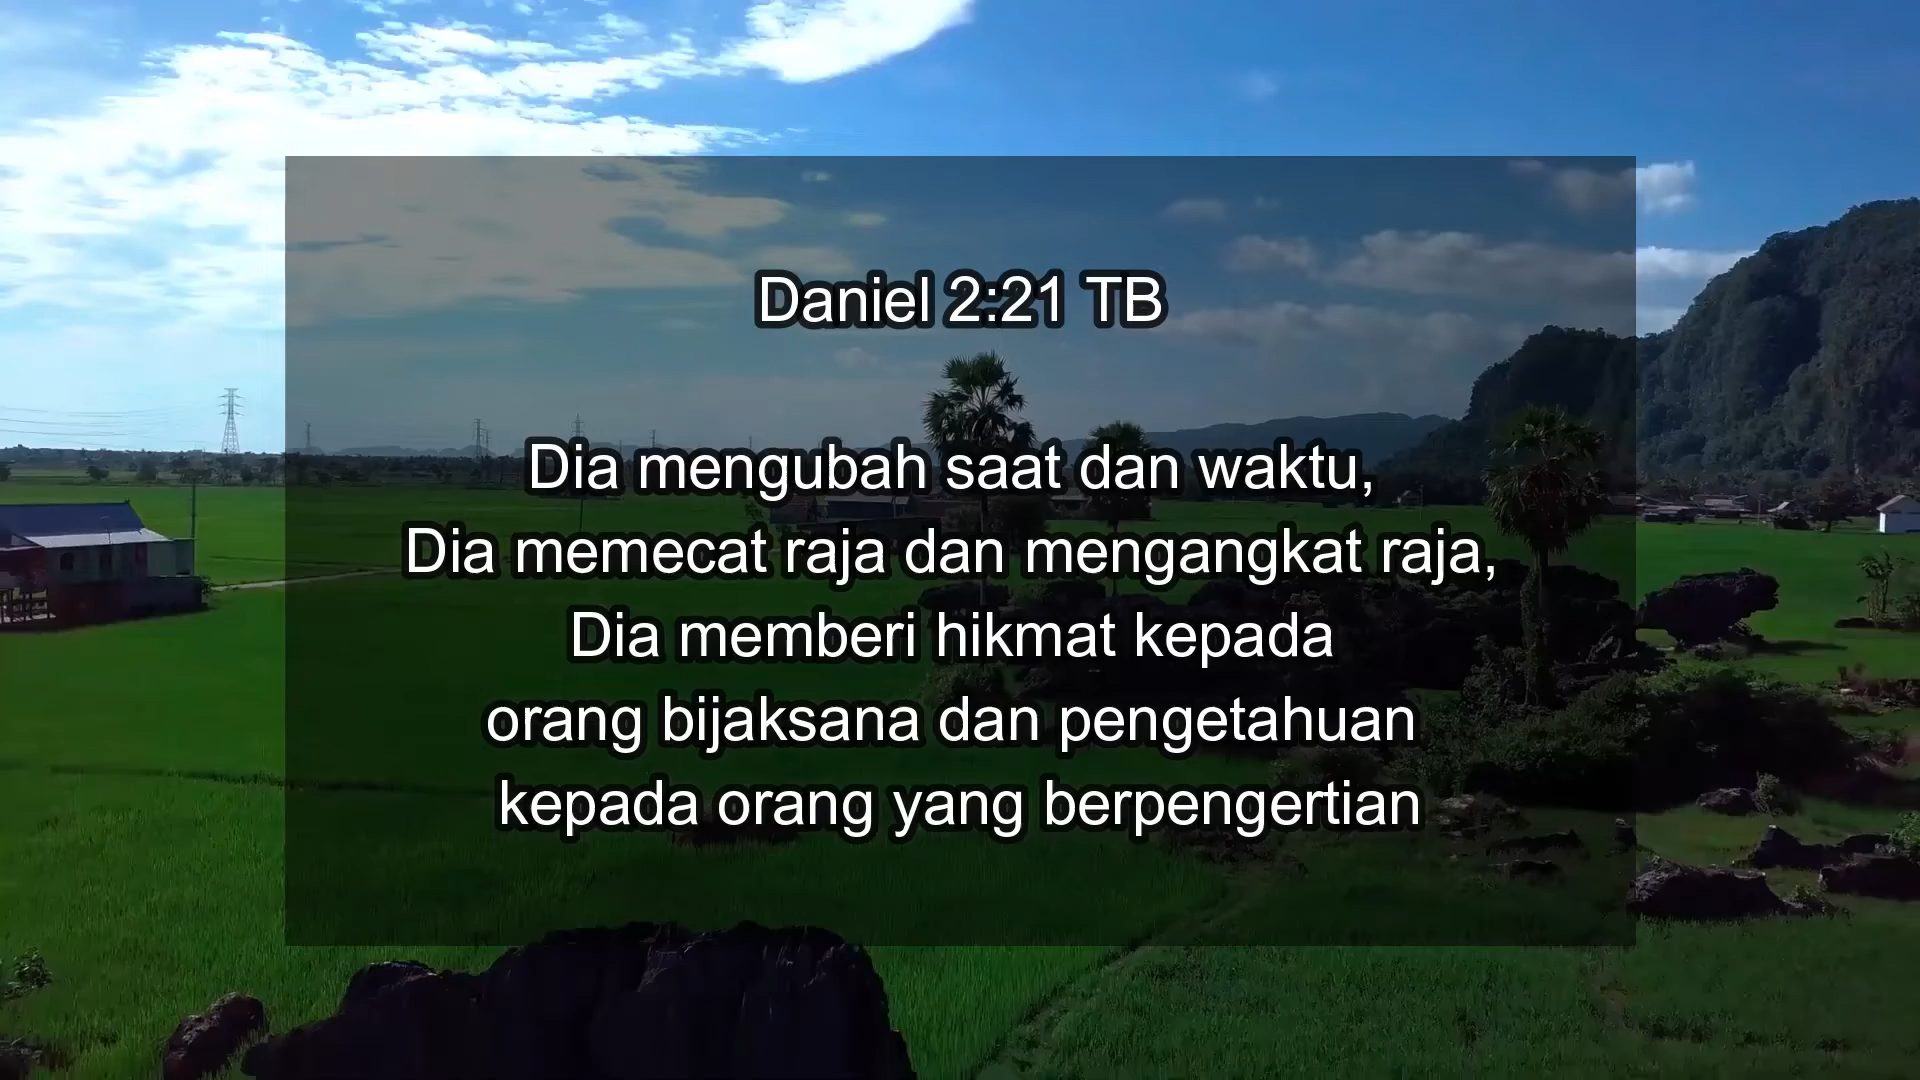 Daniel 2:21 TB
Dia mengubah saat dan waktu,
Dia memecat raja dan mengangkat raja,
Dia memberi hikmat kepada
orang bijaksana dan pengetahuan
kepada orang yang berpengertian